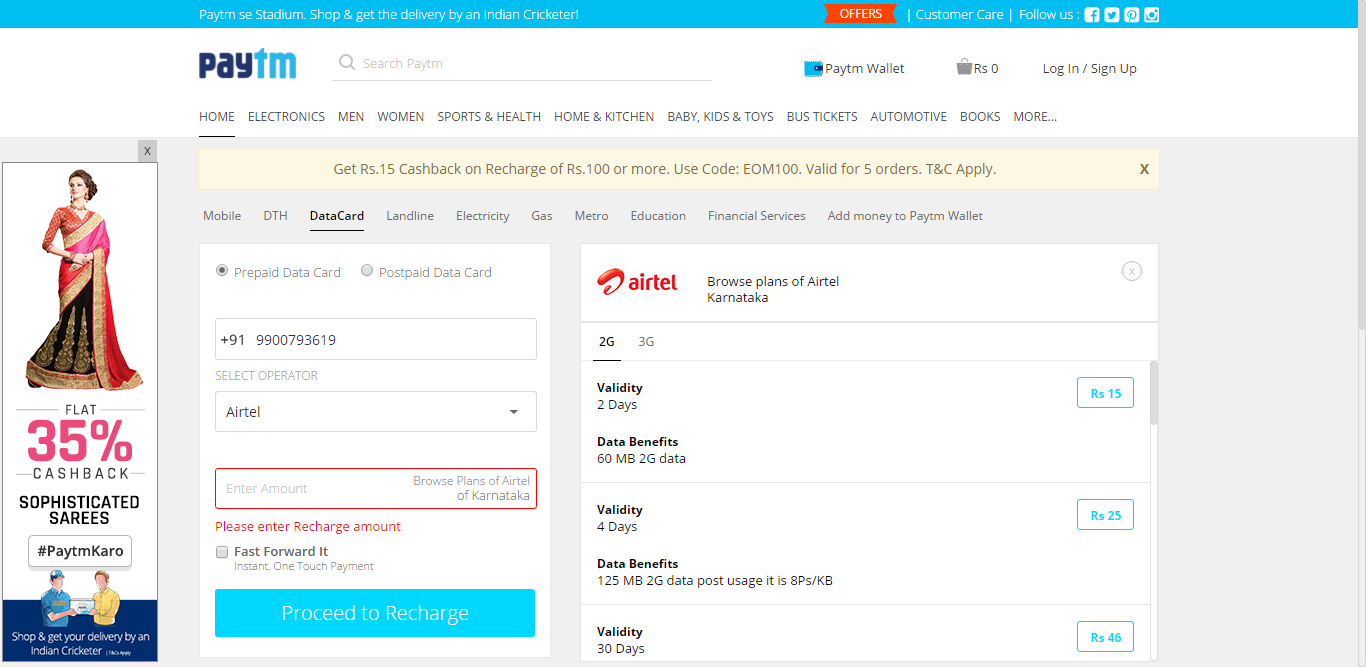 Paytm se Stadium. Shop & get the delivery by an Indian Cricketer!
OFFERS | Customer Care | Follow us :
paytm
Search Paytm
Paytm Wallet
Rs 0
Log In / Sign Up
HOME ELECTRONICS MEN WOMEN SPORTS & HEALTH HOME & KITCHEN BABY, KIDS & TOYS BUS TICKETS AUTOMOTIVE BOOKS MORE...
X
FLAT
35%
CASHBACK
SOPHISTICATED
SAREES
#PaytmKaro
Shop & get your delivery by an
Indian Cricketer | T&Cs Apply
Get Rs.15 Cashback on Recharge of Rs.100 or more. Use Code: EOM100. Valid for 5 orders. T&C Apply. X
Mobile DTH DataCard Landline Electricity Gas Metro Education Financial Services Add money to Paytm Wallet
Prepaid Data Card Postpaid Data Card
+91 9900793619
SELECT OPERATOR
Airtel
Enter Amount
Browse Plans of Airtel
of Karnataka
Please enter Recharge amount
Fast Forward It
Instant, One Touch Payment
Proceed to Recharge
airtel
Browse plans of Airtel
Karnataka
X
2G 3G
Validity
2 Days
Rs 15
Data Benefits
60 MB 2G data
Validity
4 Days
Rs 25
Data Benefits
125 MB 2G data post usage it is 8Ps/KB
Validity
30 Days
Rs 46